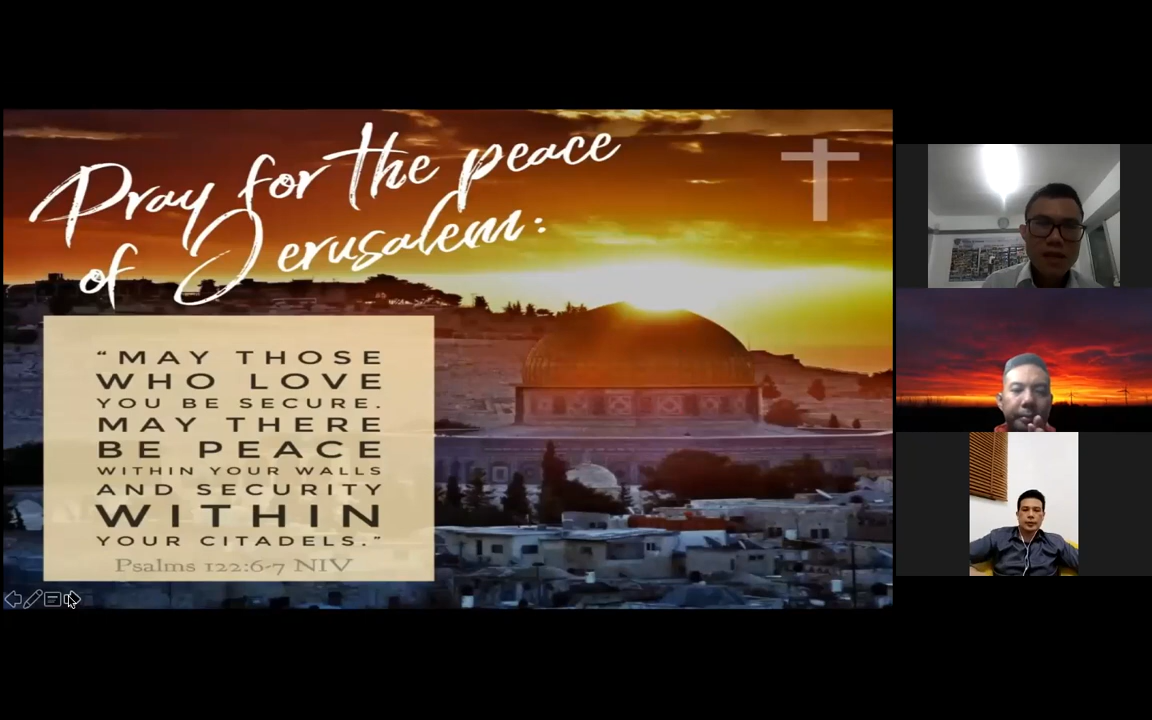 Pray for the peace
of Jerusalem:
“MAY THOSE
WHO LOVE
YOU BE SECURE.
MAY THERE
BE PEACE
WITHIN YOUR WALLS
AND SECURITY
WITHIN
YOUR CITADELS.”
Psalms 122:6-7 NIV